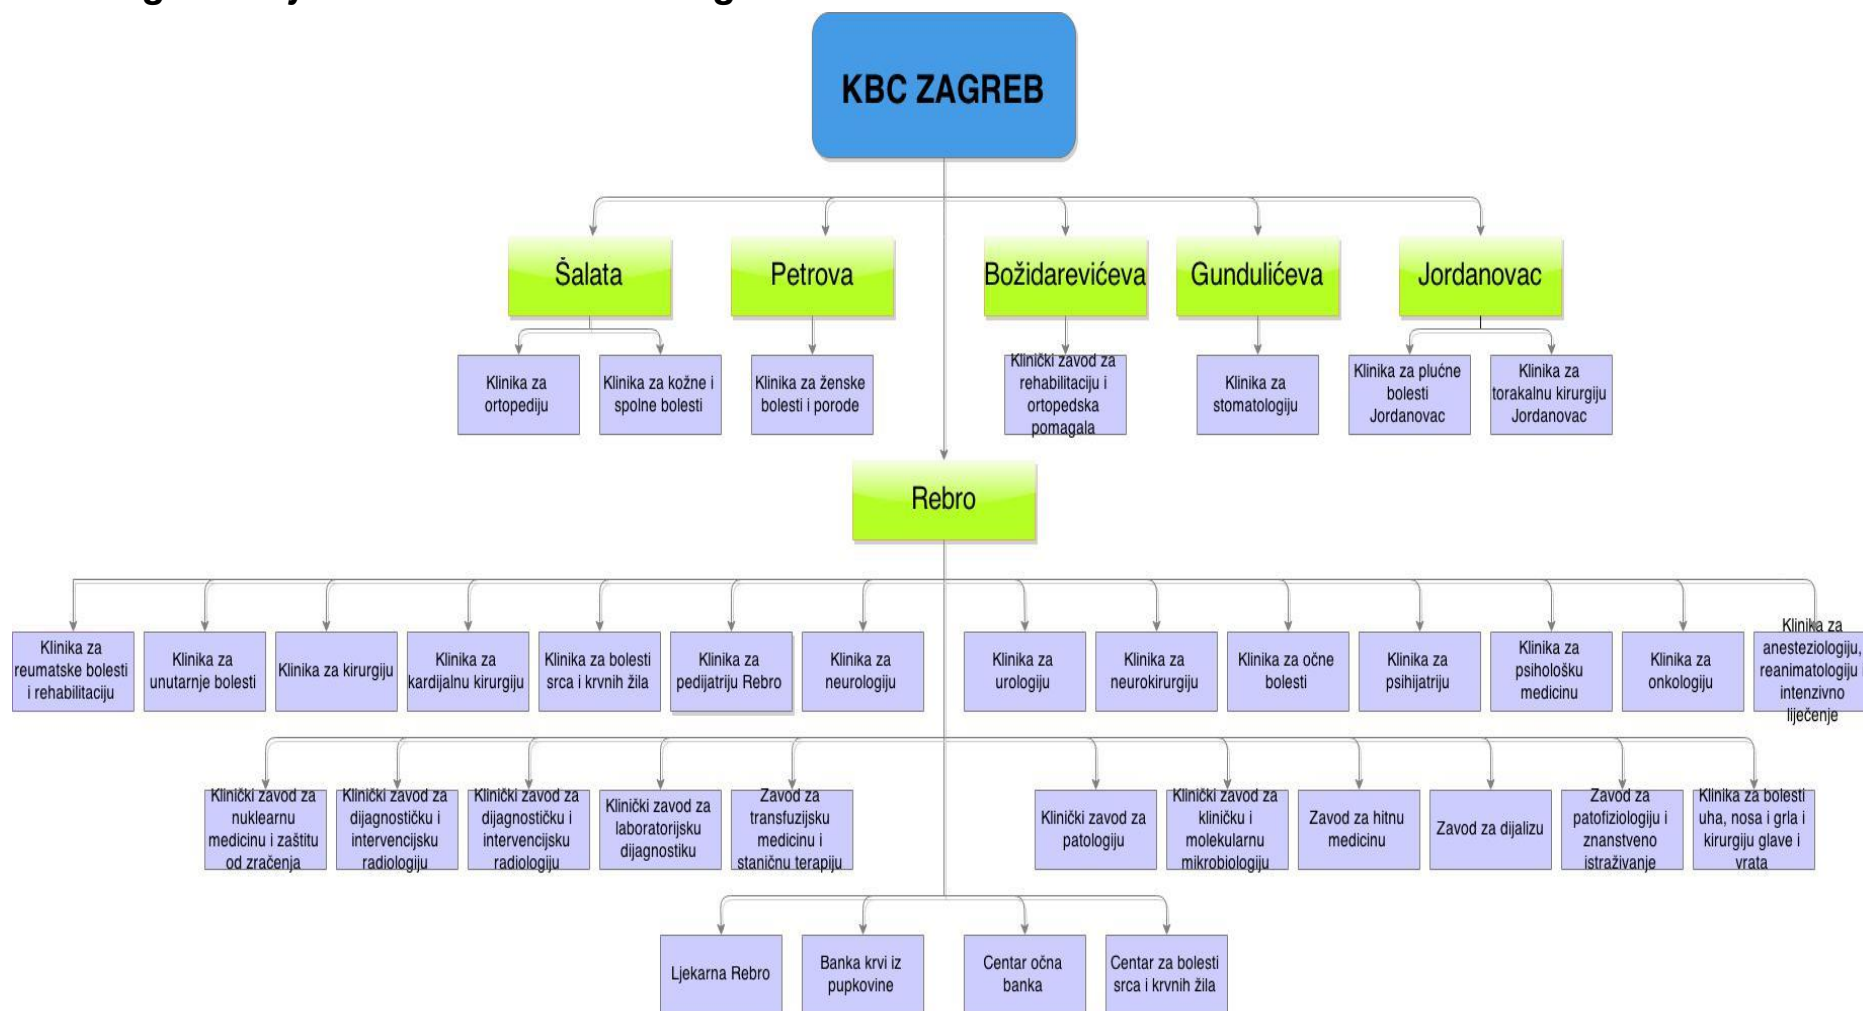 KBC ZAGREB
Šalata
Petrova
Božidarevićeva
Gundulićeva
Jordanovac
Klinika za
ortopediju
Klinika za kožne i
spolne bolesti
Klinika za ženske
bolesti i porode
Klinički zavod za
rehabilitaciju i
ortopedska
pomagala
Klinika za
stomatologiju
Klinika za plućne
bolesti
Jordanovac
Klinika za
torakalnu kirurgiju
Jordanovac
Rebro
Klinika za
reumatske bolesti
i rehabilitaciju
Klinika za
unutarnje bolesti
Klinika za kirurgiju
Klinika za
kardijalnu kirurgiju
Klinika za bolesti
srca i krvnih žila
Klinika za
pedijatriju Rebro
Klinika za
neurologiju
Klinika za
urologiju
Klinika za
neurokirurgiju
Klinika za očne
bolesti
Klinika za
psihijatriju
Klinika za
psihološku
medicinu
Klinika za
onkologiju
Klinika za
anesteziologiju,
reanimatologiju
intenzivno
liječenje
Klinički zavod za
nuklearnu
medicinu i zaštitu
od zračenja
Klinički zavod za
dijagnostičku i
intervencijsku
radiologiju
Klinički zavod za
dijagnostičku i
intervencijsku
radiologiju
Klinički zavod za
laboratorijsku
dijagnostiku
Zavod za
transfuzijsku
medicinu i
staničnu terapiju
Klinički zavod za
patologiju
Klinički zavod za
kliničku i
molekularnu
mikrobiologiju
Zavod za hitnu
medicinu
Zavod za dijalizu
Zavod za
patofiziologiju i
znanstveno
istraživanje
Klinika za bolesti
uha, nosa i grla i
kirurgiju glave i
vrata
Ljekarna Rebro
Banka krvi iz
pupkovine
Centar očna
banka
Centar za bolesti
srca i krvnih žila